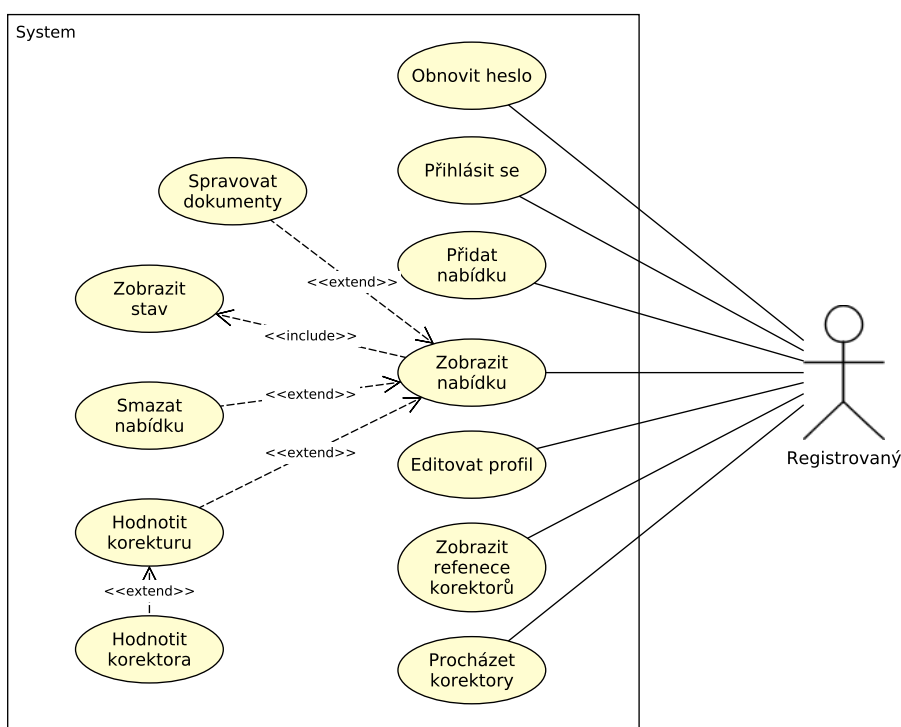 System
Obnovit heslo
Přihlásit se
Spravovat
dokumenty
Přidat
nabídku
<<extend>>
Zobrazit
stav
<<include>>
Zobrazit
nabídku
<<extend>>
Smazat
nabídku
<<extend>>
Editovat profil
Registrovaný
Hodnotit
korekturu
Zobrazit
refenece
korektorů
<<extend>>
Hodnotit
korektora
Procházet
korektory